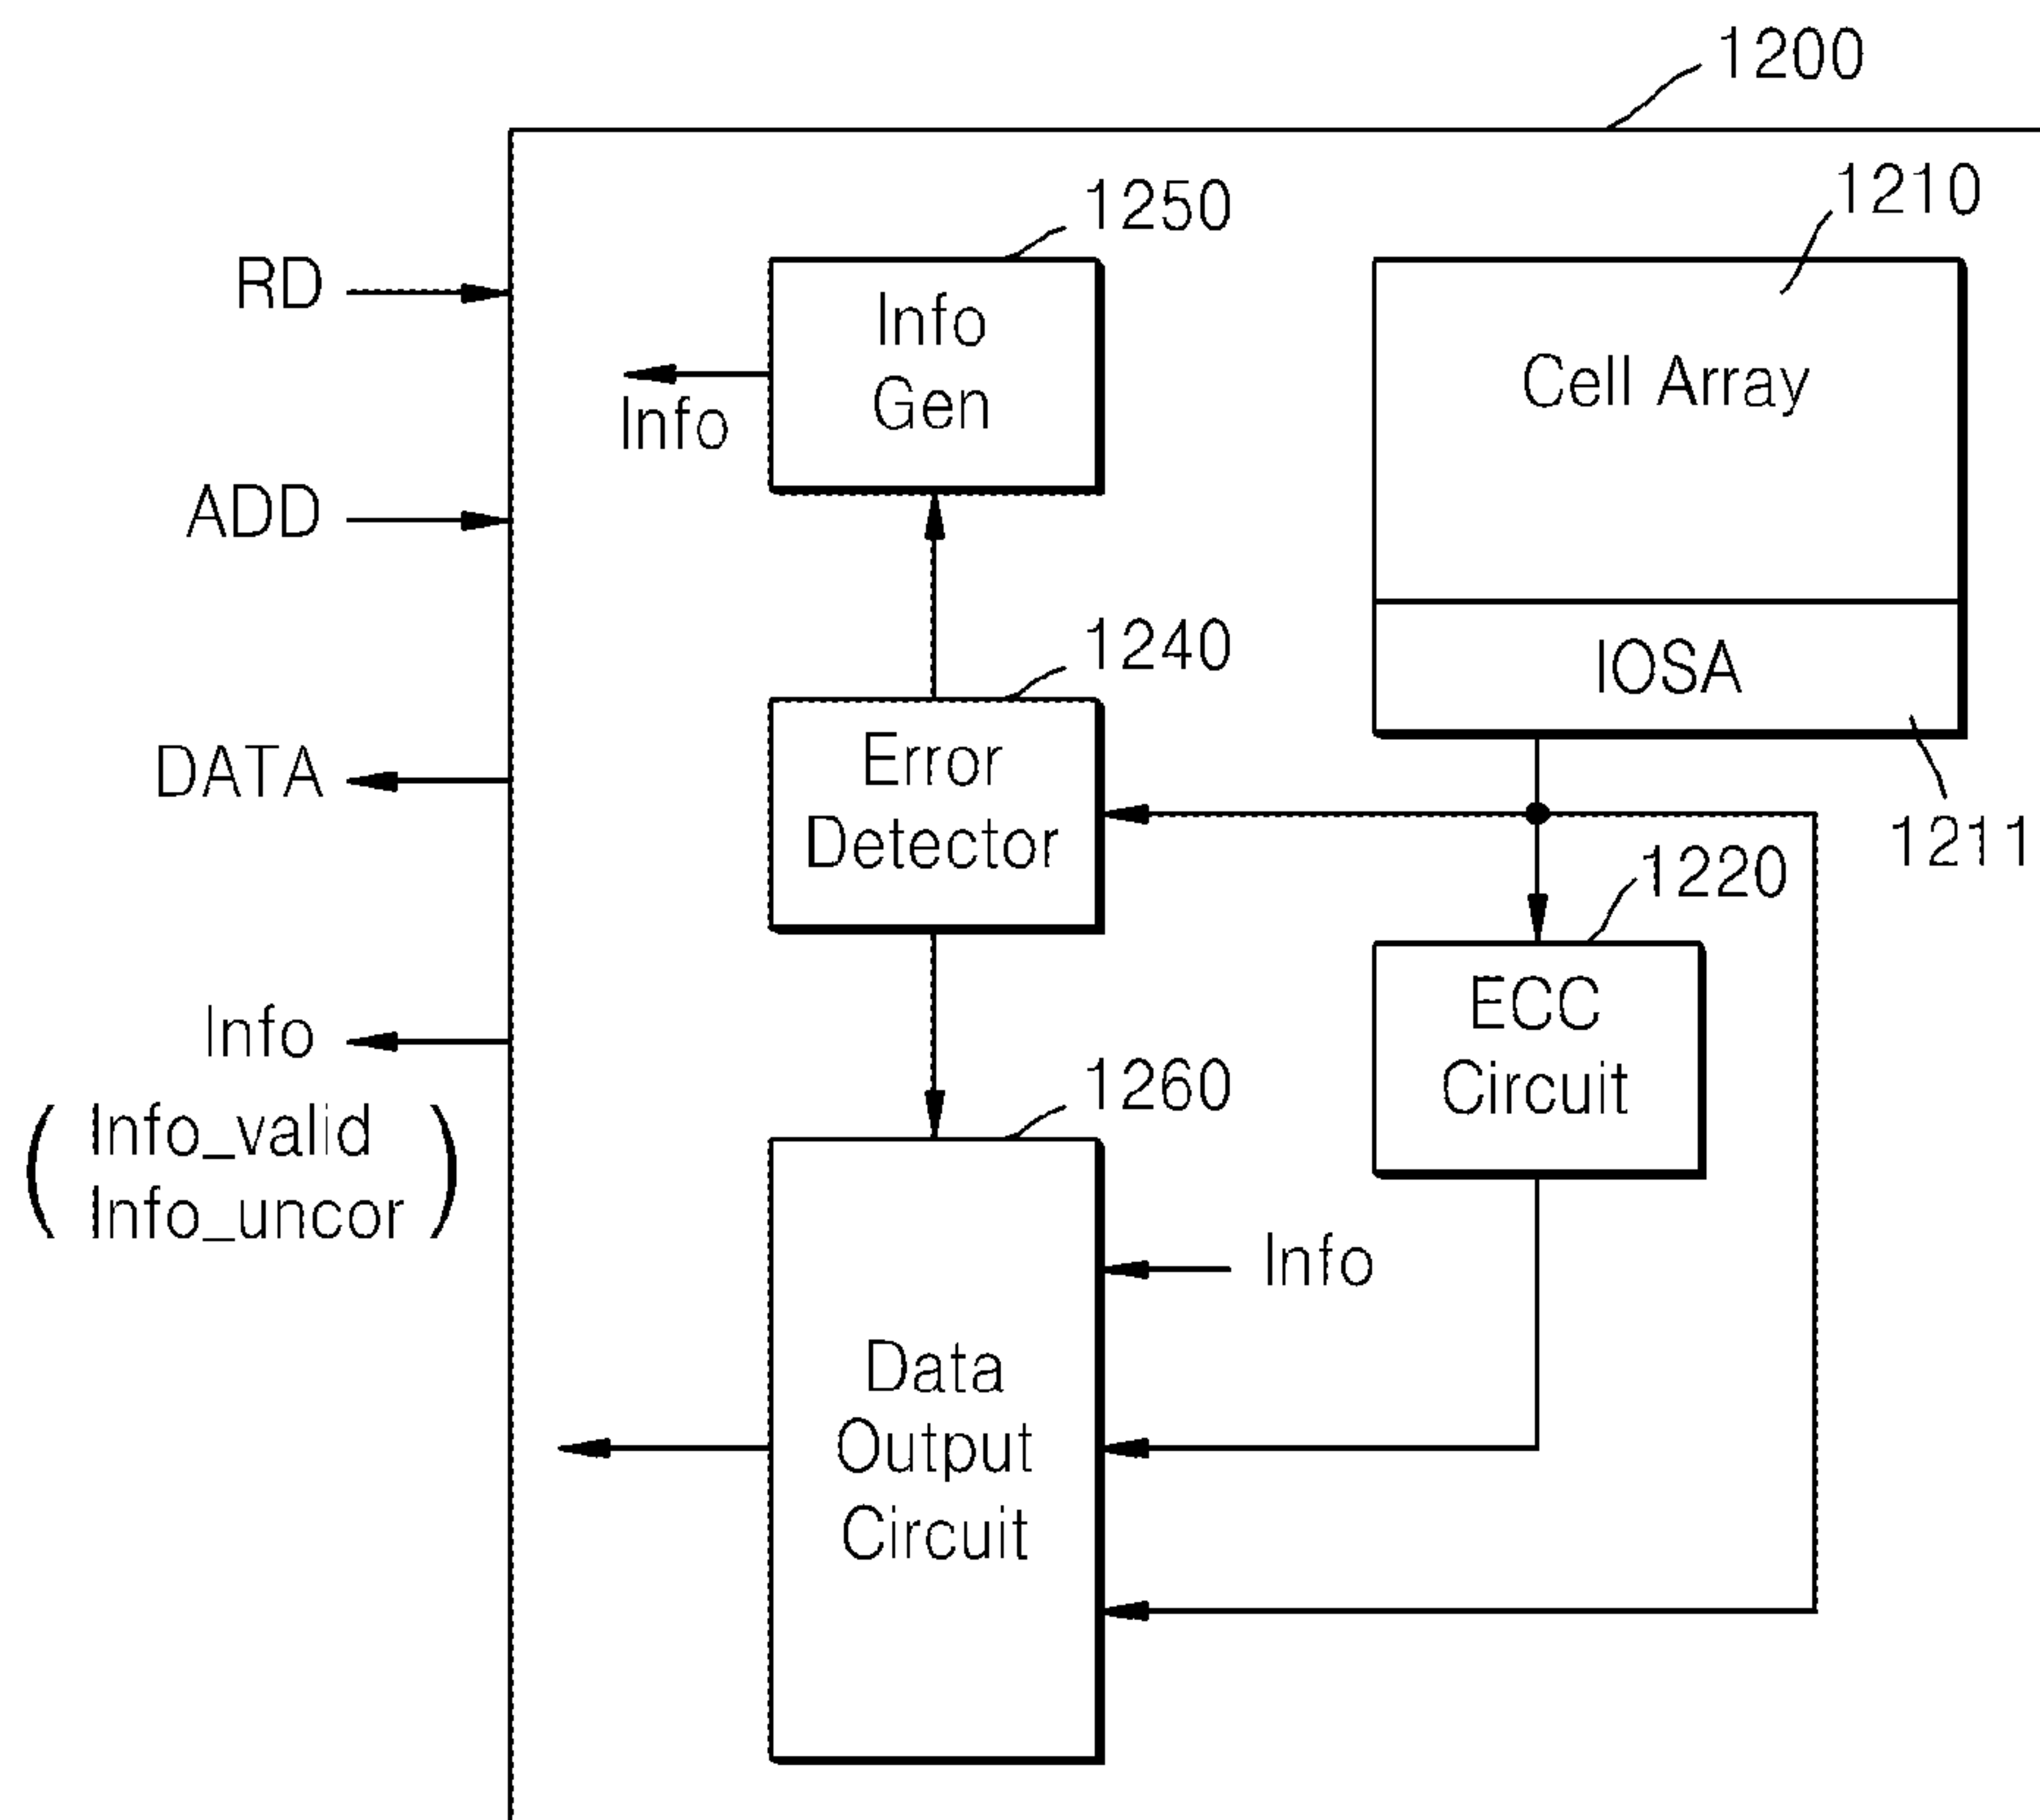 1200
1210
1250
RD
Info
Gen
Cell Array
Info
ADD
1240
IOSA
DATA
Error
Detector
1211
1220
Info
ECC
Circuit
1260
( Info_valid
Info_uncor )
Info
Data
Output
Circuit